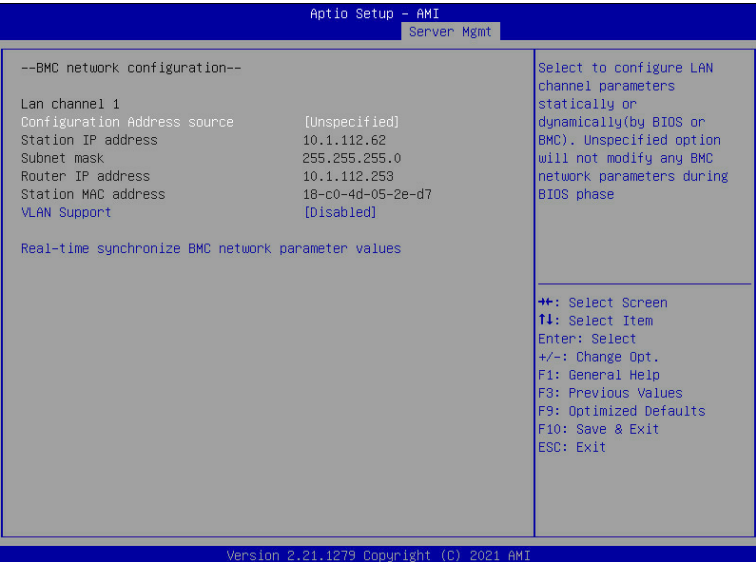 Aptio Setup – AMI
Server Mgmt
--BMC network configuration--
Lan channel 1
Configuration Address source [Unspecified]
Station IP address 10.1.112.62
Subnet mask 255.255.255.0
Router IP address 10.1.112.253
Station MAC address 18-c0-4d-05-2e-d7
VLAN Support [Disabled]
Real-time synchronize BMC network parameter values
Select to configure LAN
channel parameters
statically or
dynamically(by BIOS or
BMC). Unspecified option
will not modify any BMC
network parameters during
BIOS phase
→←: Select Screen
↑↓: Select Item
Enter: Select
+/-: Change Opt.
F1: General Help
F3: Previous Values
F9: Optimized Defaults
F10: Save & Exit
ESC: Exit
Version 2.21.1279 Copyright (C) 2021 AMI